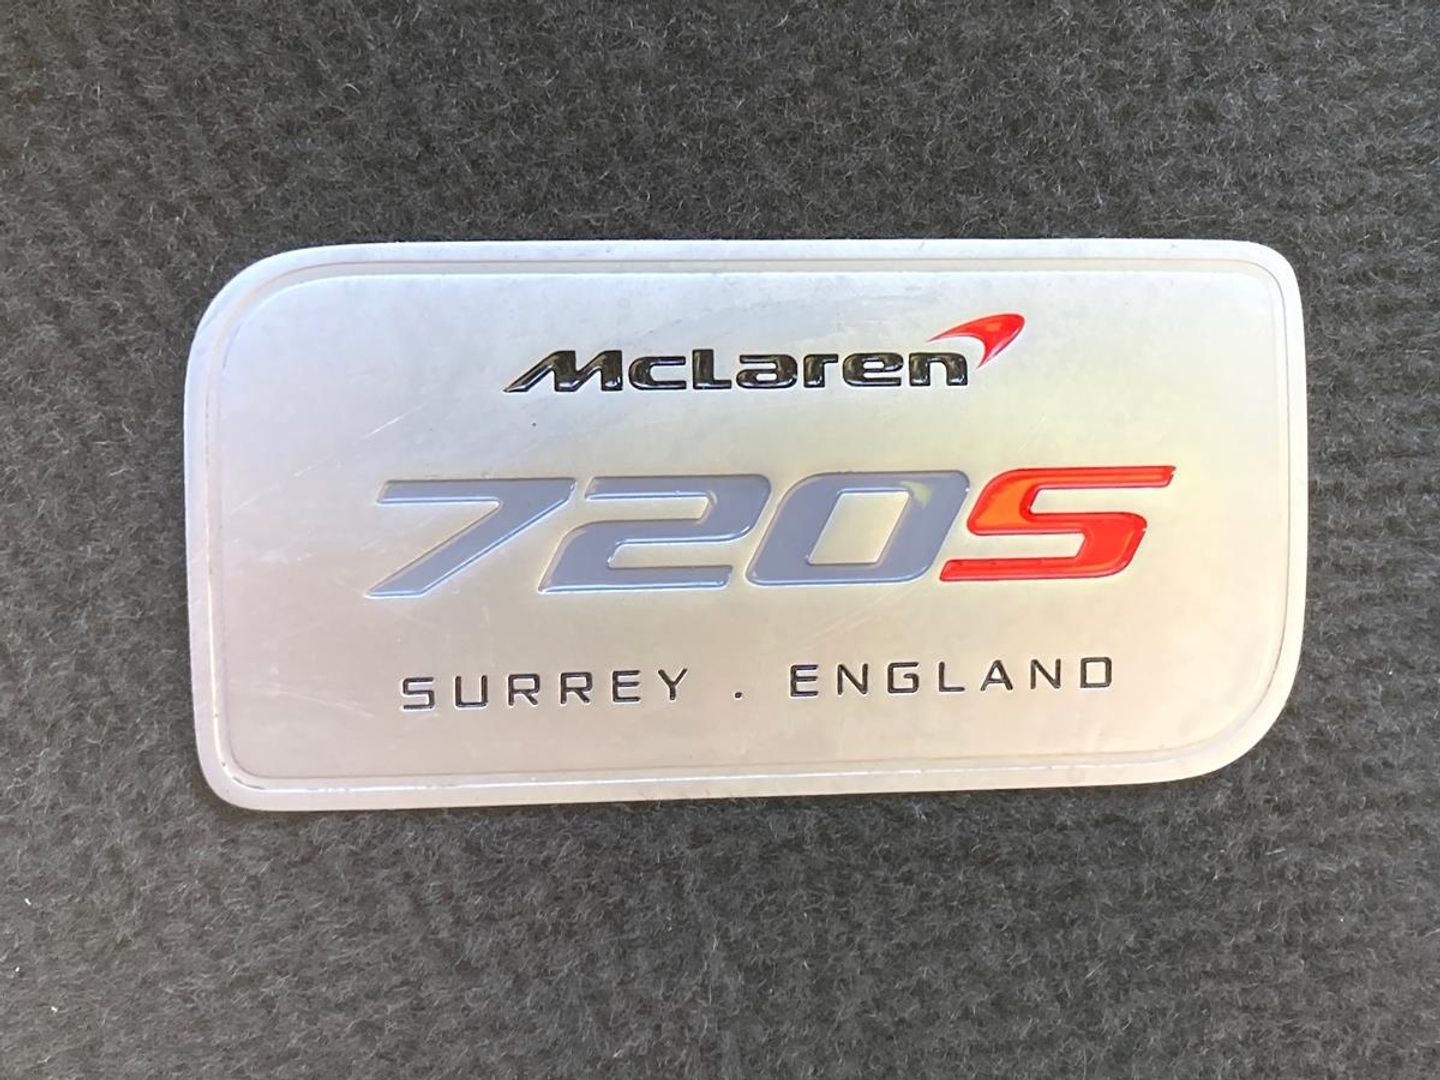 McLaren
720S
SURREY . ENGLAND